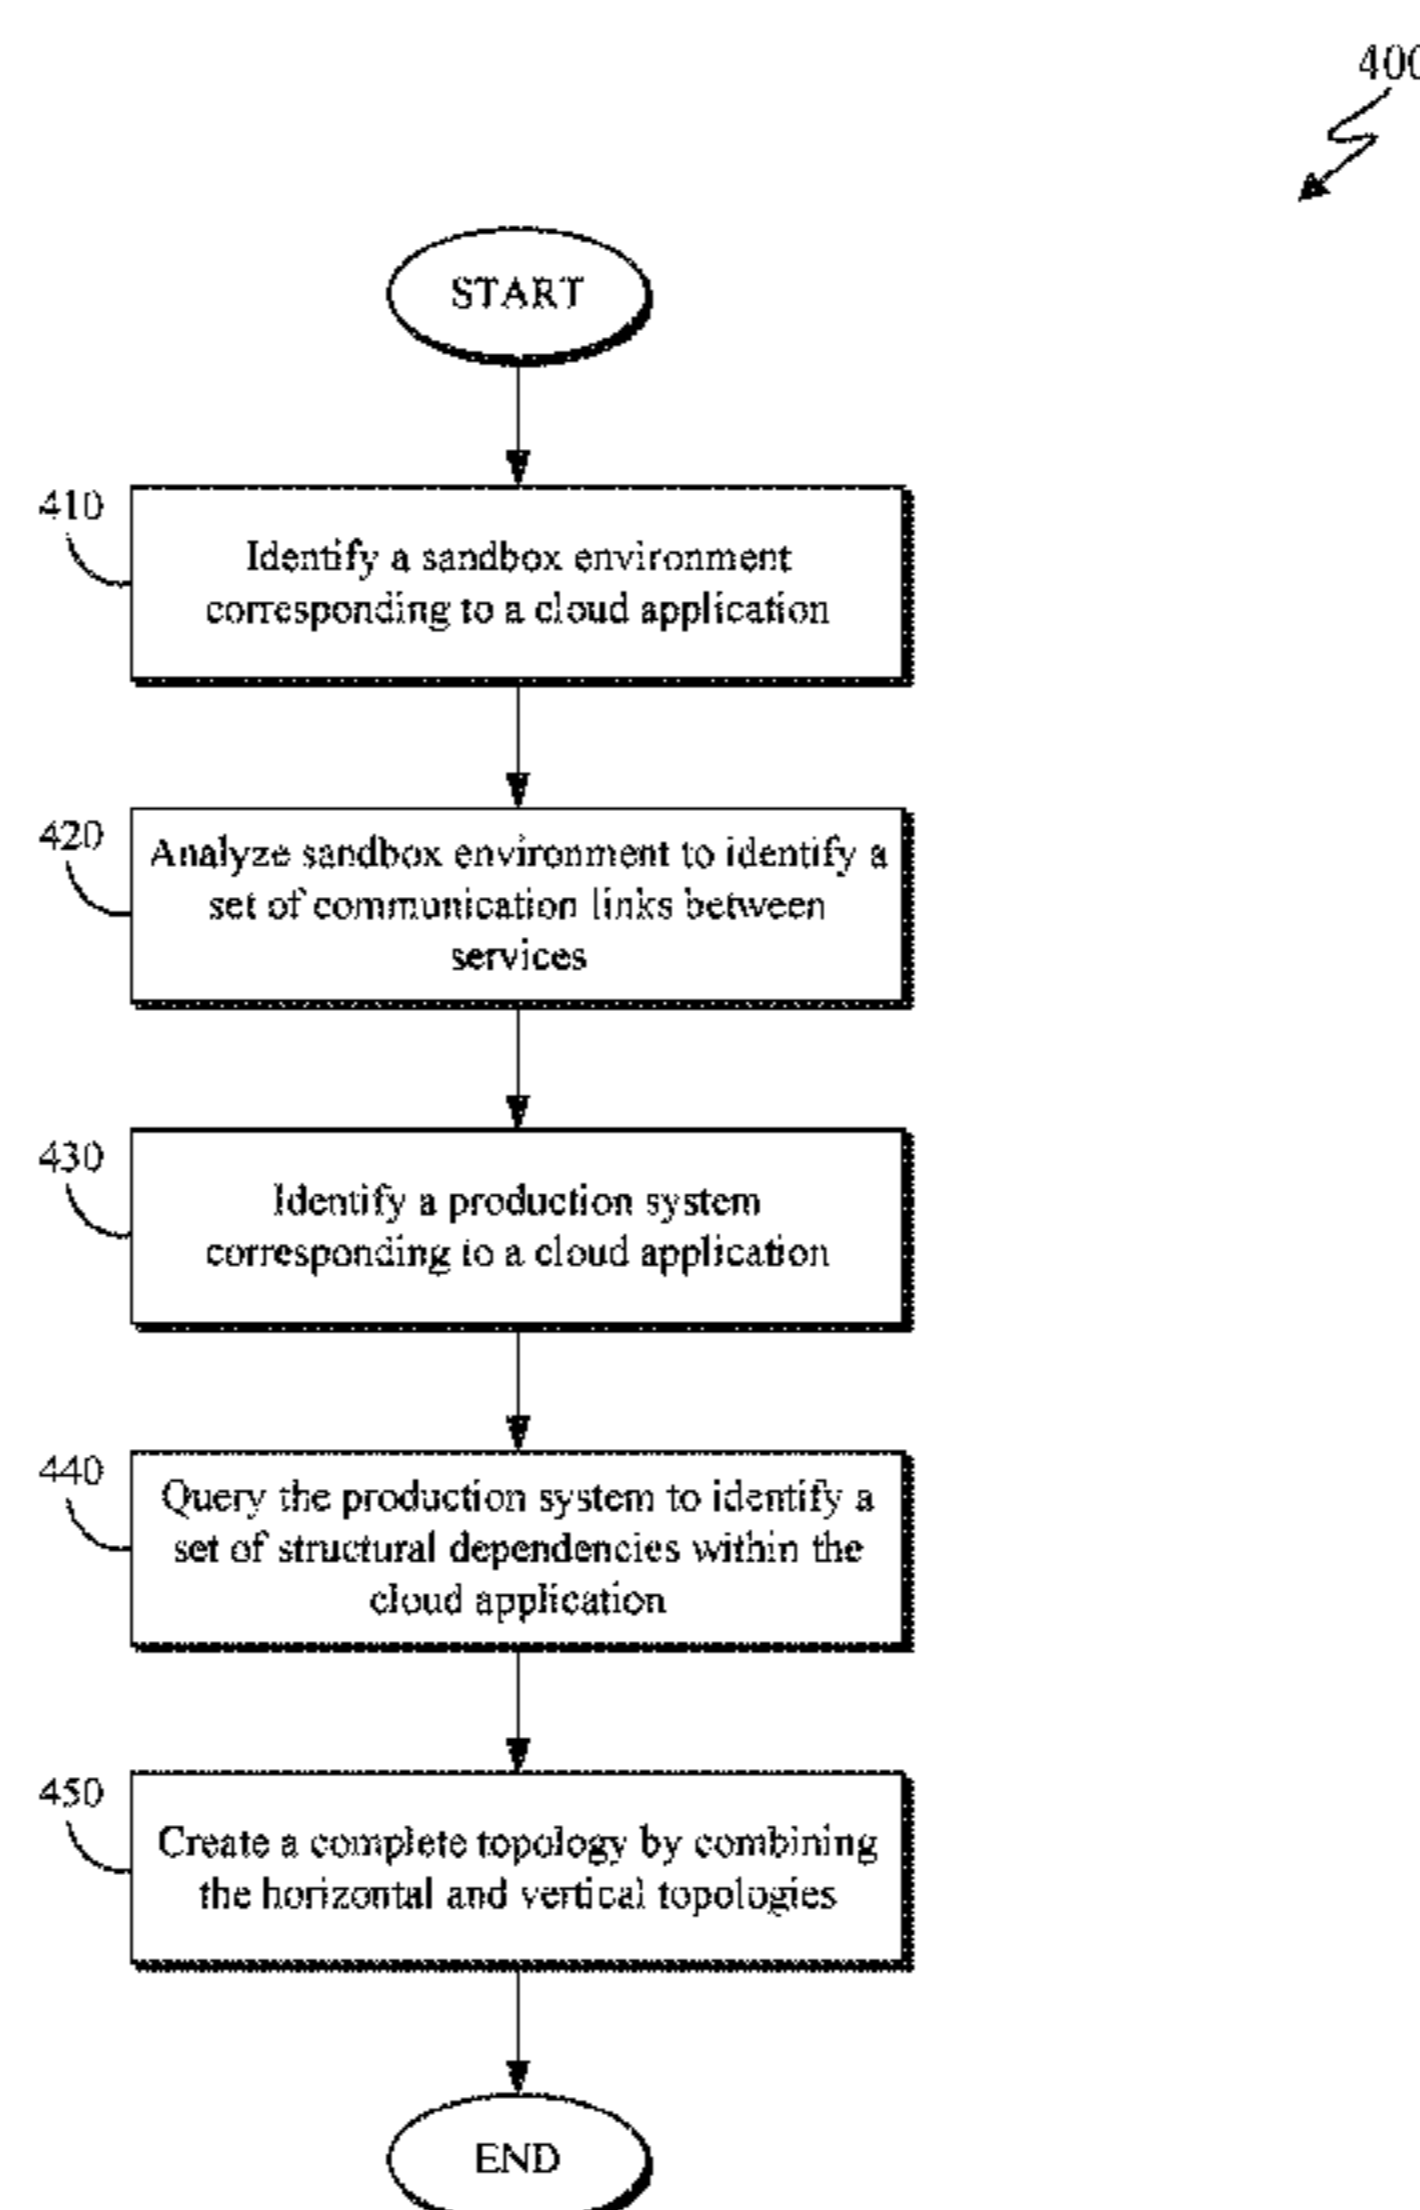 400
START
410
Identify a sandbox environment
corresponding to a cloud application
420
Analyze sandbox environment to identify a
set of communication links between
services
430
Identify a production system
corresponding to a cloud application
440
Query the production system to identify a
set of structural dependencies within the
cloud application
450
Create a complete topology by combining
the horizontal and vertical topologies
END